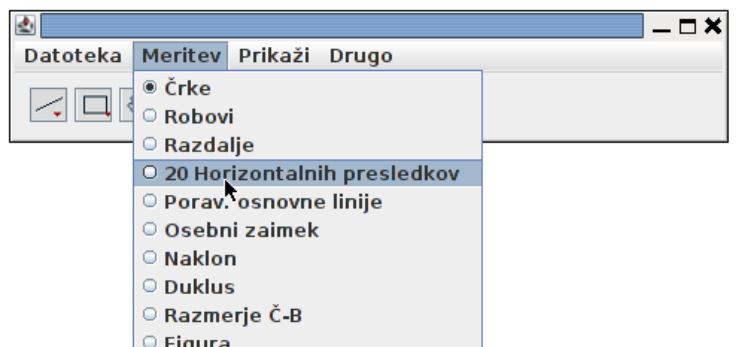 Datoteka Meritev Prikaži Drugo
Črke
Robovi
Razdalje
20 Horizontalnih presledkov
Porav. osnovne linije
Osebni zaimek
Naklon
Duklus
Razmerje Č-B
Figura